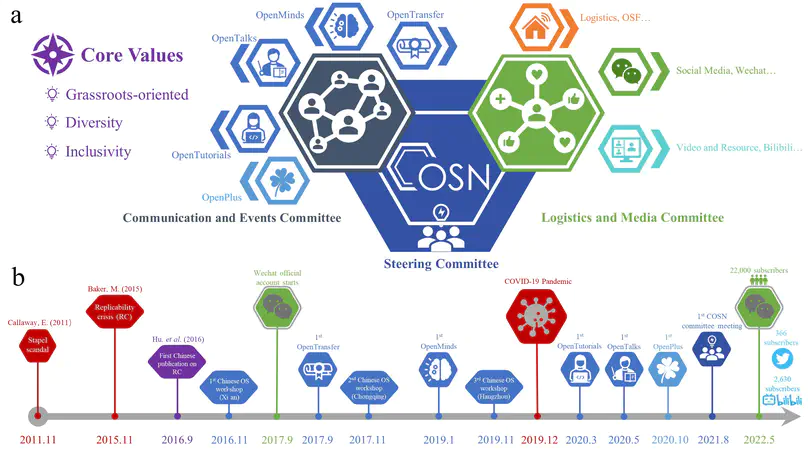 a
OpenMinds
OpenTransfer
OpenTalks
OpenTutorials
OpenPlus
Core Values
Grassroots-oriented
Diversity
Inclusivity
Logistics, OSF…
Social Media, Weechat…
Video and Resource, Bilibili…
COSN
Communication and Events Committee
Logistics and Media Committee
Steering Committee
b
Callaway, E. (2011)
Stapel
scandal
2011.11
Baker, M. (2015)
Replicability
crisis (RC)
2015.11
Hu. et al. (2016)
First Chinese
publication on
RC
2016.9
1st Chinese OS
workshop
(Xi'an)
2016.11
Wechat official
account starts
2017.9
1st
OpenTransfer
2017.9
2nd Chinese OS
workshop
(Chongqing)
2017.11
1st
OpenMinds
2019.1
3rd Chinese OS
workshop
(Hangzhou)
2019.11
COVID-19 Pandemic
2019.12
1st
OpenTutorials
2020.3
1st
OpenTalks
2020.5
1st
OpenPlus
2020.10
1st COSN
committee meeting
2021.8
22,000 subscribers
366
subscribers
2,630
subscribers
bilibili
2022.5